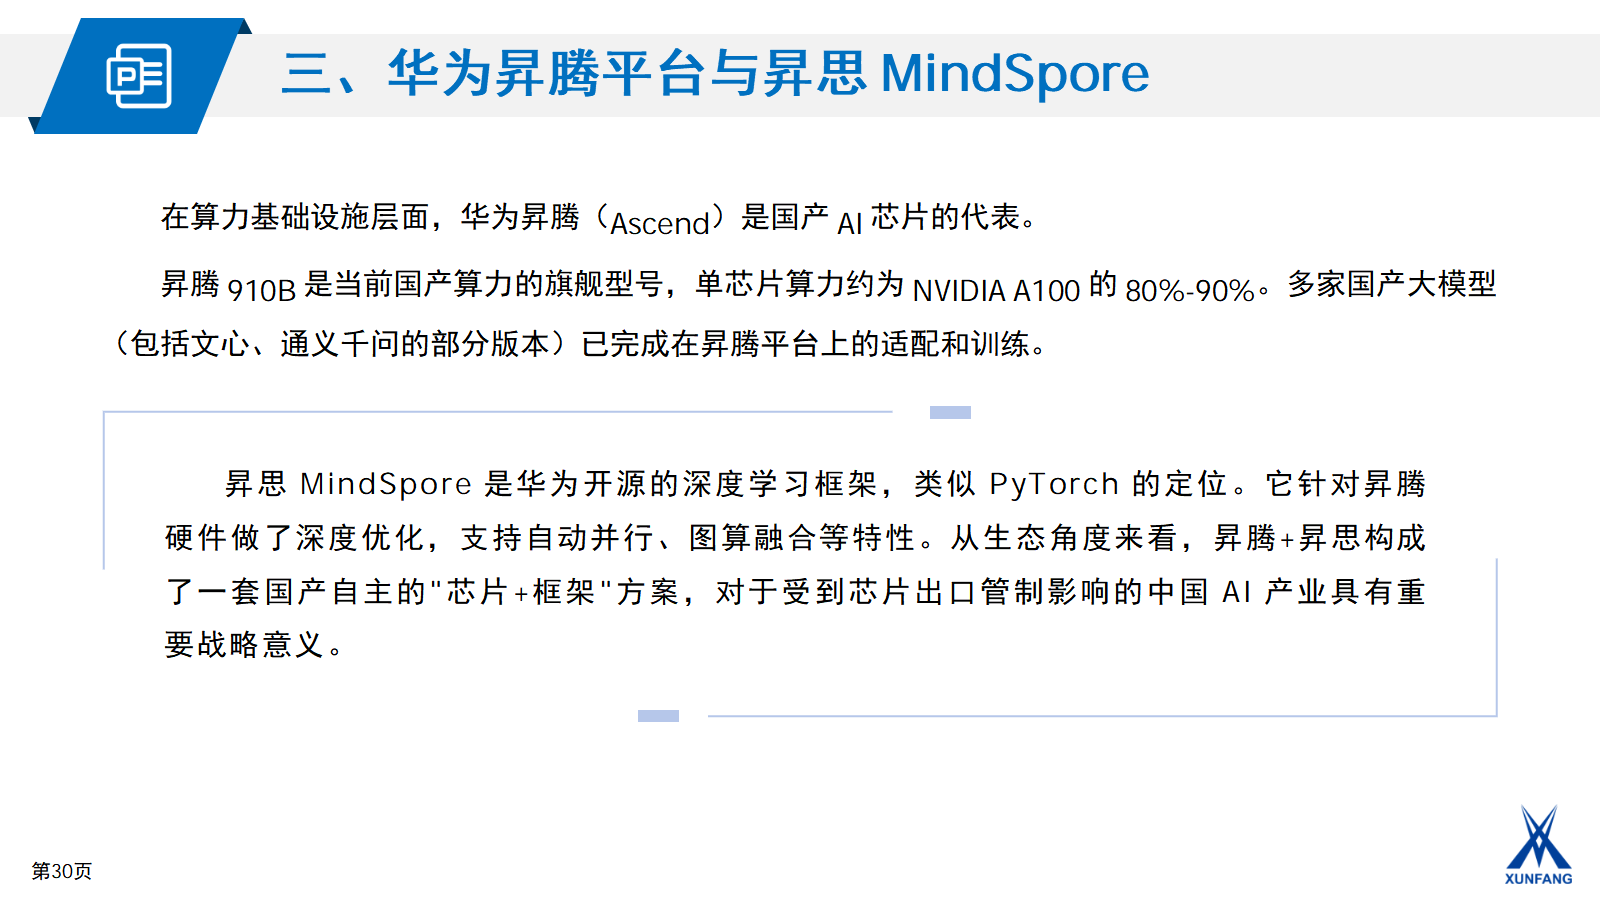 三、华为昇腾平台与昇思 MindSpore
在算力基础设施层面，华为昇腾（Ascend）是国产 AI 芯片的代表。
昇腾 910B 是当前国产算力的旗舰型号，单芯片算力约为 NVIDIA A100 的 80%-90%。多家国产大模型
（包括文心、通义千问的部分版本）已完成在昇腾平台上的适配和训练。
昇思 MindSpore 是华为开源的深度学习框架，类似 PyTorch 的定位。它针对昇腾
硬件做了深度优化，支持自动并行、图算融合等特性。从生态角度来看，昇腾+昇思构成
了一套国产自主的"芯片+框架"方案，对于受到芯片出口管制影响的中国 AI 产业具有重
要战略意义。
第30页
XUNFANG